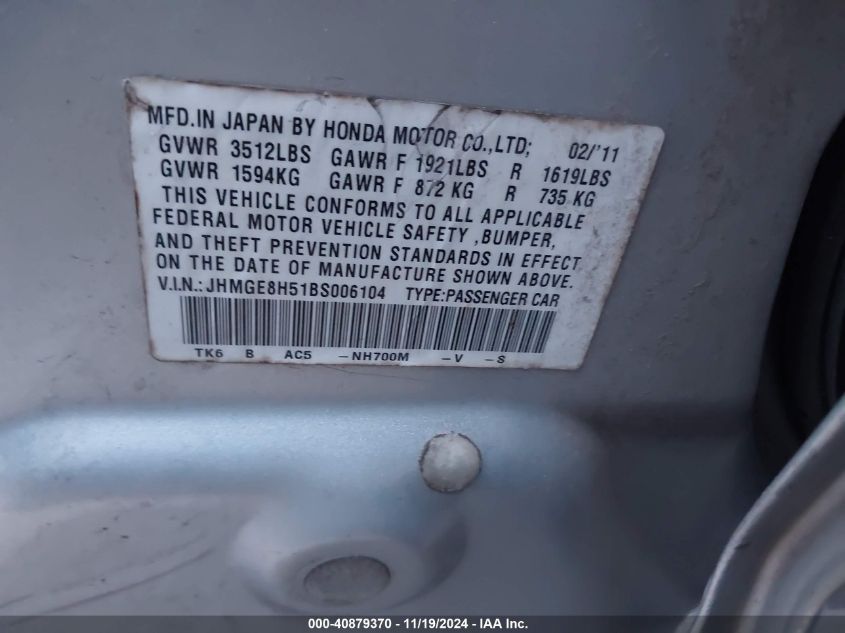 MFD.IN JAPAN BY HONDA MOTOR CO.,LTD; 02/'11
GVWR 3512LBS GAWR F 1921LBS R 1619LBS
GVWR 1594KG GAWR F 872 KG R 735 KG
THIS VEHICLE CONFORMS TO ALL APPLICABLE
FEDERAL MOTOR VEHICLE SAFETY ,BUMPER,
AND THEFT PREVENTION STANDARDS IN EFFECT
ON THE DATE OF MANUFACTURE SHOWN ABOVE.
V.I.N.:JHMGE8H51BS006104 TYPE:PASSENGER CAR
TK6 B AC5 -NH700M -V -S
000-40879370 - 11/19/2024 - IAA Inc.